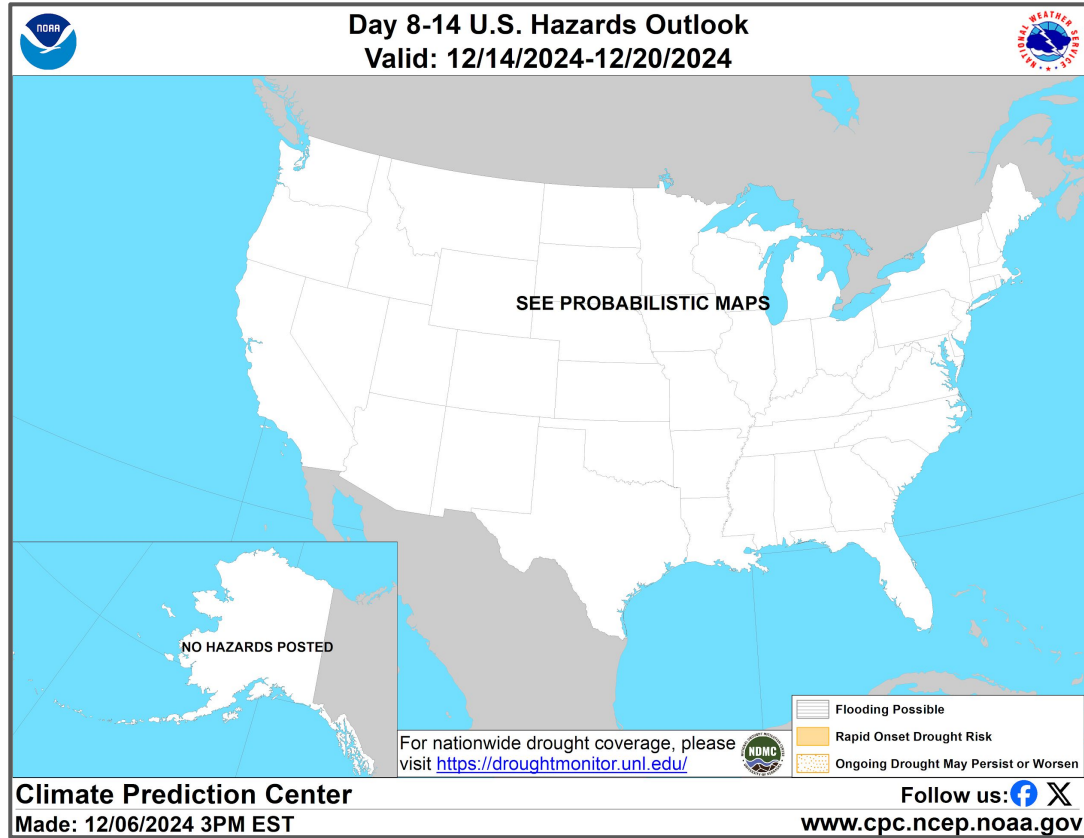 NOAA
Day 8-14 U.S. Hazards Outlook
Valid: 12/14/2024-12/20/2024
NATIONAL WEATHER SERVICE
SEE PROBABILISTIC MAPS
NO HAZARDS POSTED
Flooding Possible
Rapid Onset Drought Risk
Ongoing Drought May Persist or Worsen
For nationwide drought coverage, please
visit https://droughtmonitor.unl.edu/
NDMC
Climate Prediction Center
Follow us:
Made: 12/06/2024 3PM EST
www.cpc.ncep.noaa.gov